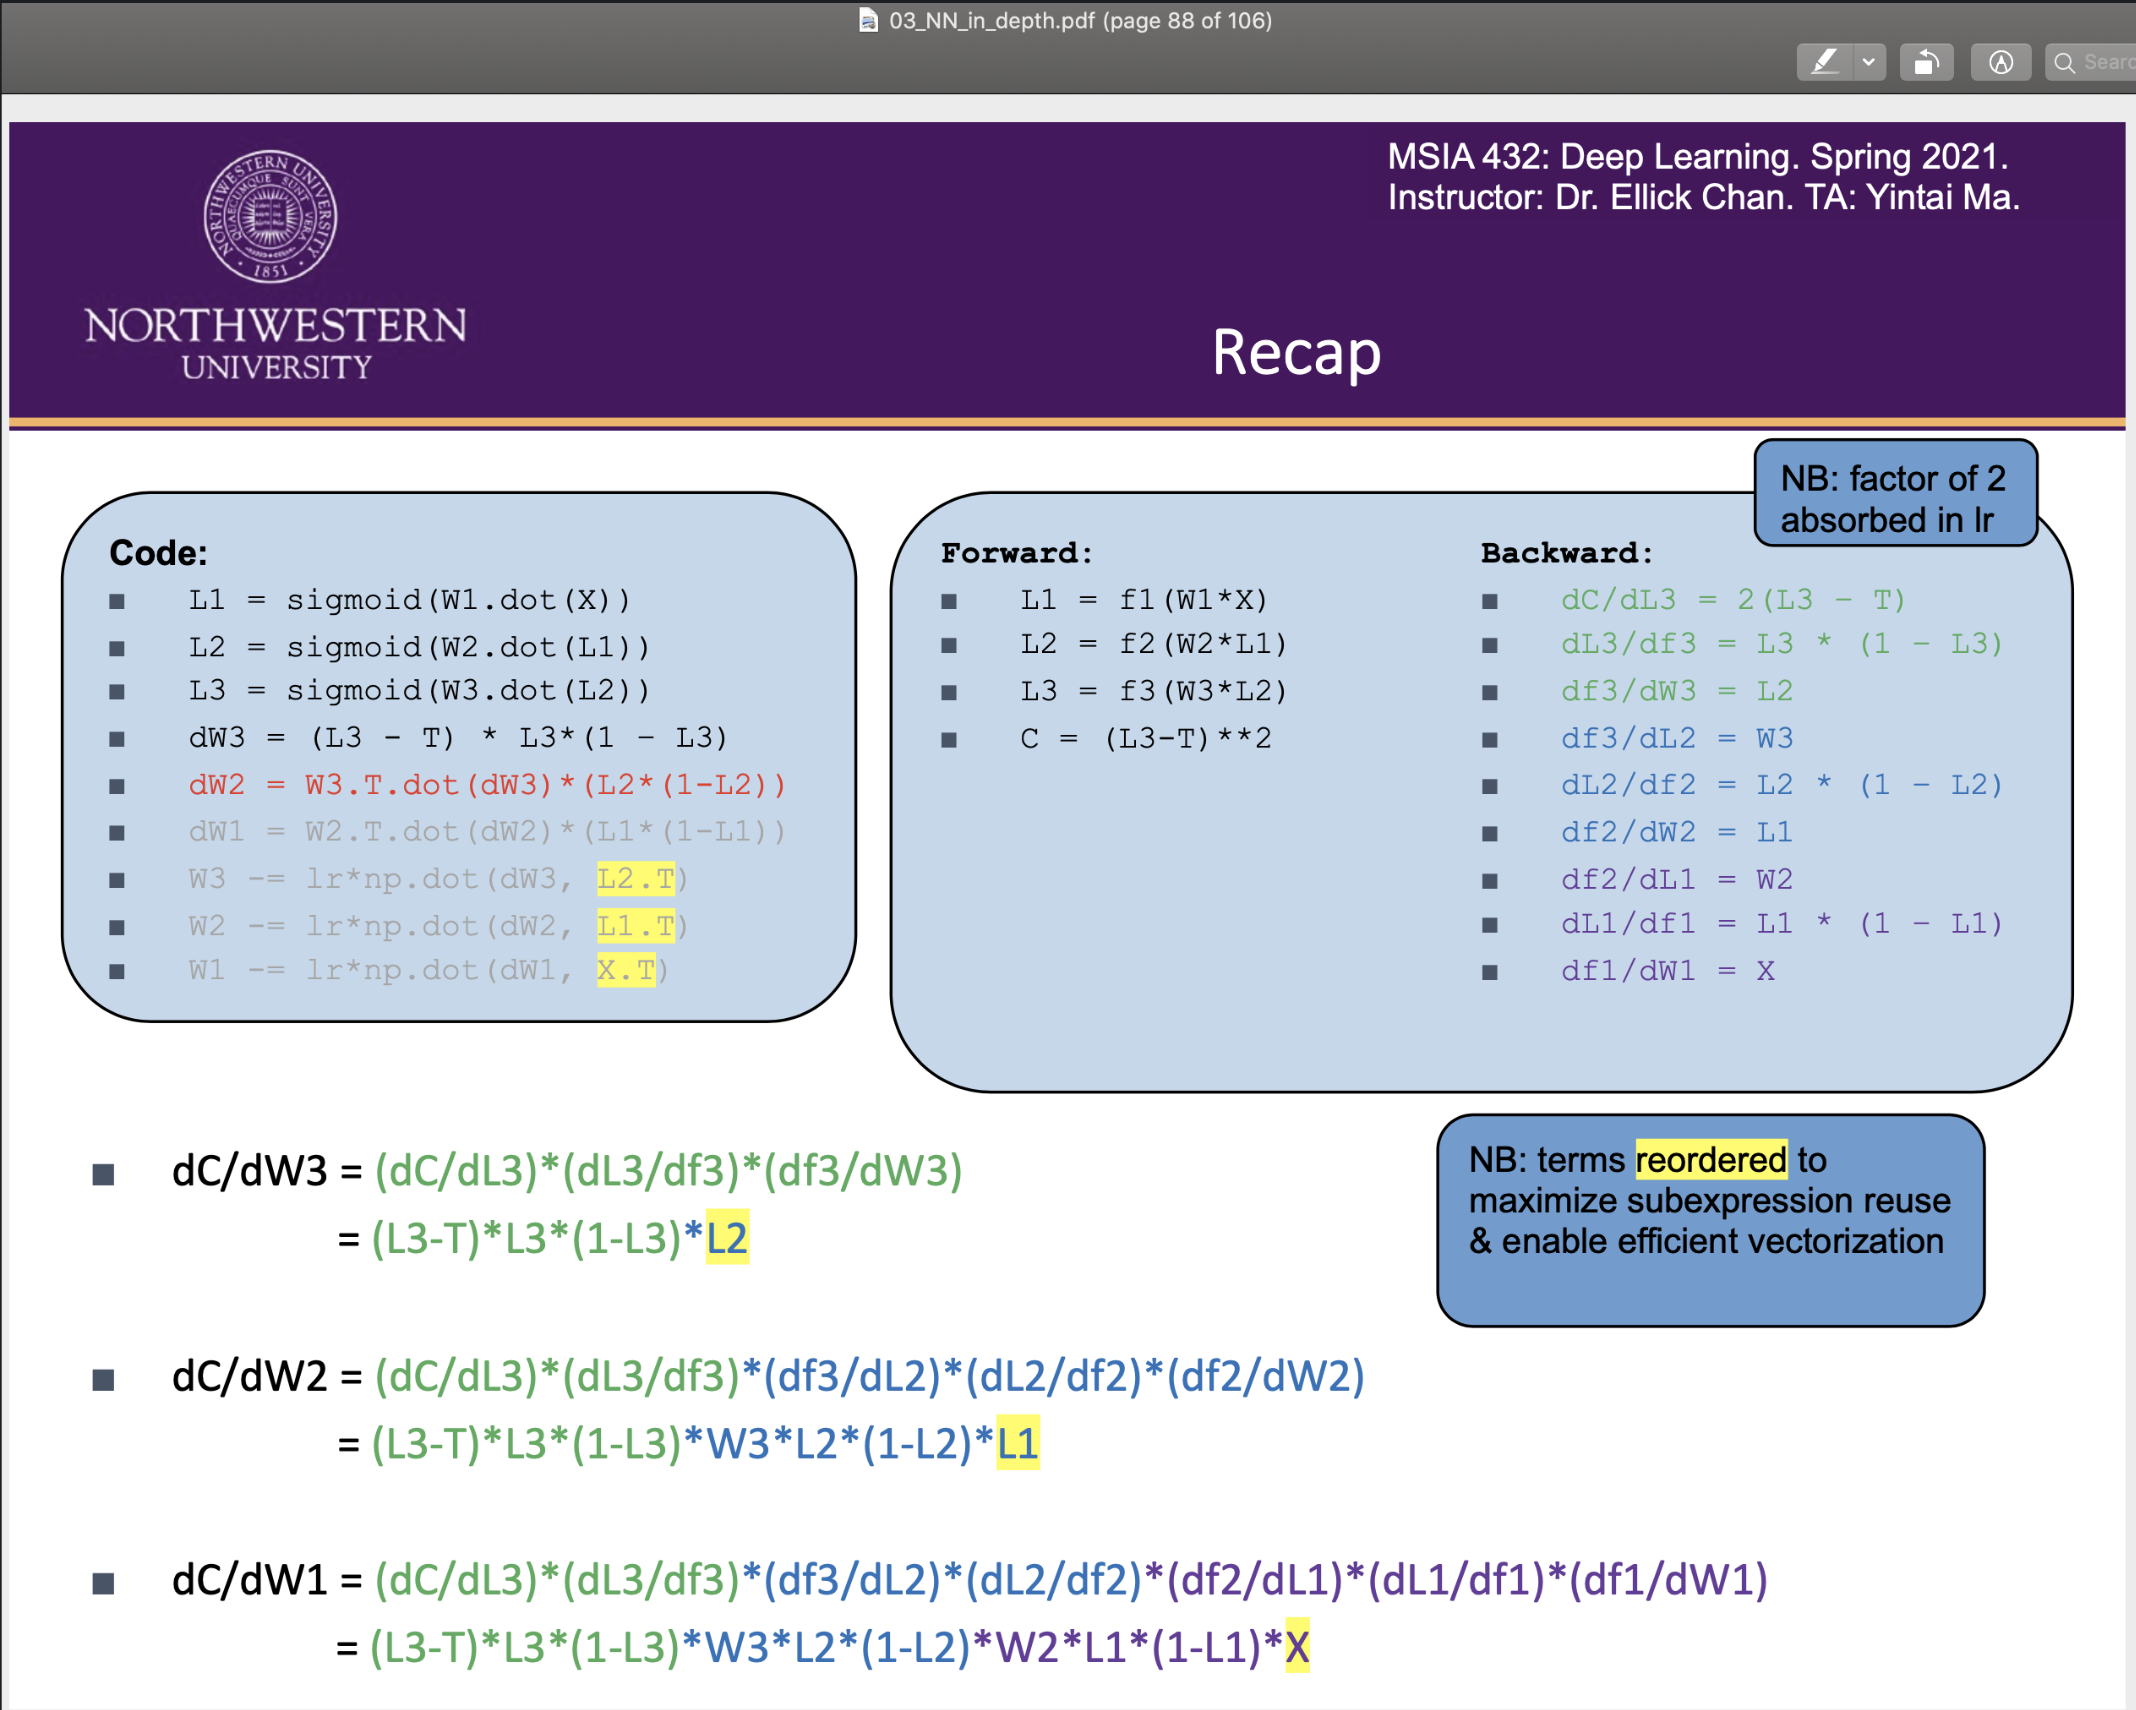 03_NN_in_depth.pdf (page 88 of 106)
Searc
MSIA 432: Deep Learning. Spring 2021.
Instructor: Dr. Ellick Chan. TA: Yintai Ma.
NORTHWESTERN UNIVERSITY
QUAECUMQUE SUNT VERA
1851
NORTHWESTERN
UNIVERSITY
Recap
NB: factor of 2
absorbed in lr
Code:
L1 = sigmoid(W1.dot(X))
L2 = sigmoid(W2.dot(L1))
L3 = sigmoid(W3.dot(L2))
dW3 = (L3 - T) * L3*(1 – L3)
dW2 = W3.T.dot(dW3)*(L2*(1-L2))
dW1 = W2.T.dot(dW2)*(L1*(1-L1))
W3 -= lr*np.dot(dW3, L2.T)
W2 -= lr*np.dot(dW2, L1.T)
W1 -= lr*np.dot(dW1, X.T)
Forward:
L1 = f1(W1*X)
L2 = f2(W2*L1)
L3 = f3(W3*L2)
C = (L3-T)**2
Backward:
dC/dL3 = 2(L3 – T)
dL3/df3 = L3 * (1 – L3)
df3/dW3 = L2
df3/dL2 = W3
dL2/df2 = L2 * (1 – L2)
df2/dW2 = L1
df2/dL1 = W2
dL1/df1 = L1 * (1 – L1)
df1/dW1 = X
NB: terms reordered to
maximize subexpression reuse
& enable efficient vectorization
dC/dW3 = (dC/dL3)*(dL3/df3)*(df3/dW3)
= (L3-T)*L3*(1-L3)*L2
dC/dW2 = (dC/dL3)*(dL3/df3)*(df3/dL2)*(dL2/df2)*(df2/dW2)
= (L3-T)*L3*(1-L3)*W3*L2*(1-L2)*L1
dC/dW1 = (dC/dL3)*(dL3/df3)*(df3/dL2)*(dL2/df2)*(df2/dL1)*(dL1/df1)*(df1/dW1)
= (L3-T)*L3*(1-L3)*W3*L2*(1-L2)*W2*L1*(1-L1)*X